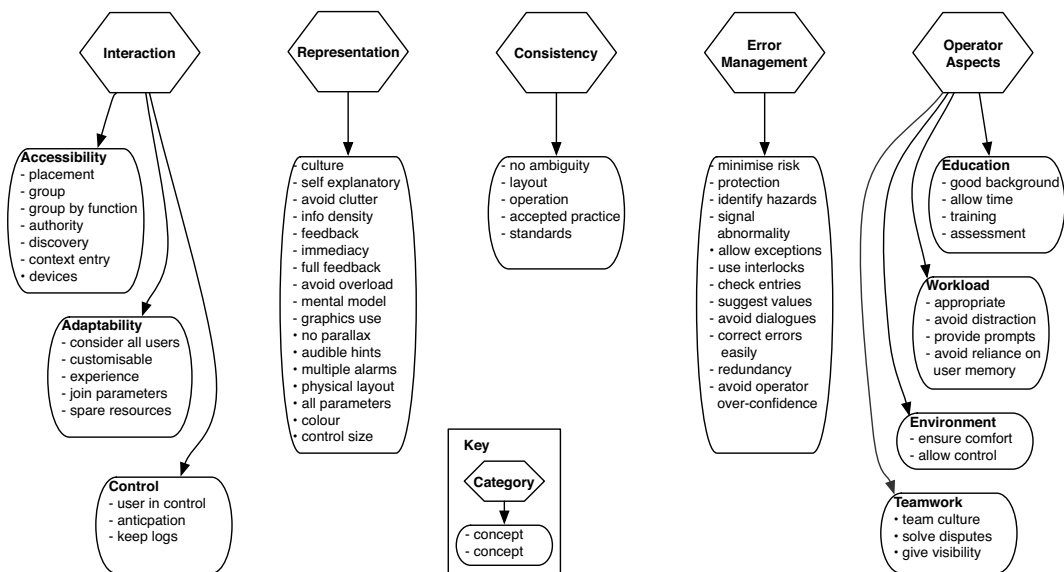 Interaction
Accessibility
- placement
- group
- group by function
- authority
- discovery
- context entry
• devices
Adaptability
- consider all users
- customisable
- experience
- join parameters
- spare resources
Control
- user in control
- anticpation
- keep logs
Representation
- culture
- self explanatory
- avoid clutter
- info density
- feedback
- immediacy
- full feedback
- avoid overload
- mental model
- graphics use
• no parallax
• audible hints
• multiple alarms
• physical layout
• all parameters
• colour
• control size
Consistency
- no ambiguity
- layout
- operation
- accepted practice
- standards
Key
Category
- concept
- concept
Error
Management
- minimise risk
- protection
- identify hazards
- signal
abnormality
• allow exceptions
- use interlocks
- check entries
- suggest values
- avoid dialogues
- correct errors
easily
- redundancy
- avoid operator
over-confidence
Operator
Aspects
Education
- good background
- allow time
- training
- assessment
Workload
- appropriate
- avoid distraction
- provide prompts
- avoid reliance on
user memory
Environment
- ensure comfort
- allow control
Teamwork
• team culture
• solve disputes
• give visibility